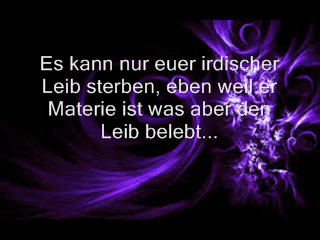 Es kann nur euer irdischer
Leib sterben, eben weil er
Materie ist was aber den
Leib belebt...